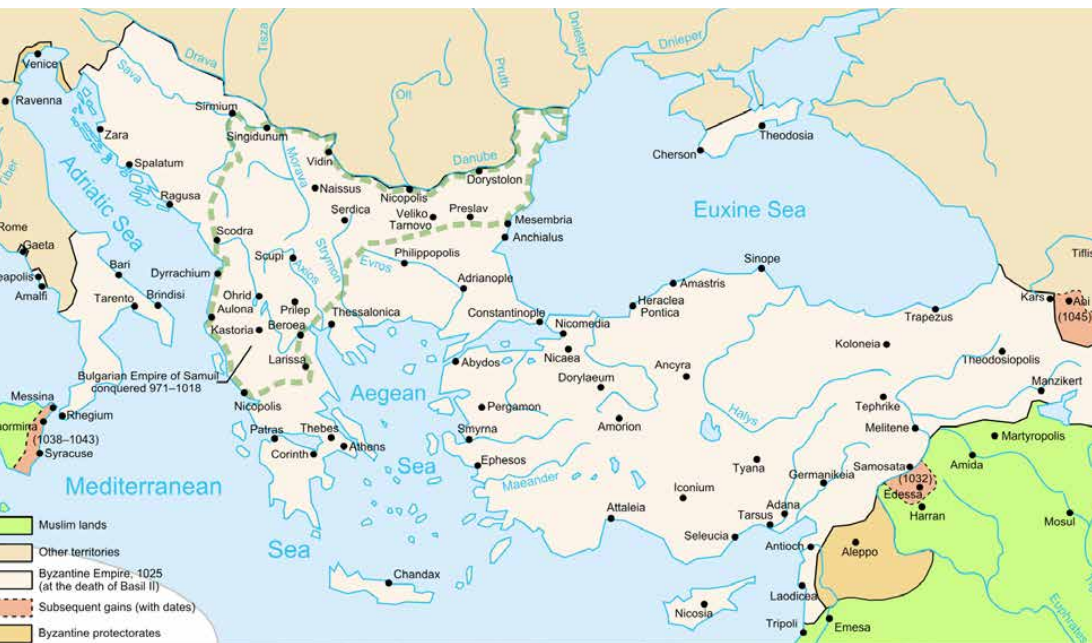 Venice
Ravenna
Tiber
Rome
Gaeta
Amalfi
Adriatic Sea
Drava
Sava
Tisza
Dniester
Dnieper
Pruth
Olt
Sirmium
Singidunum
Zara
Spalatum
Ragusa
Morava
Vidin
Naissus
Serdica
Danube
Dorystolon
Nicopolis
Veliko
Tarnovo
Preslav
Mesembria
Anchialus
Cherson
Theodosia
Euxine Sea
Scodra
Scupi
Axios
Strymon
Evros
Philippopolis
Adrianople
Constantinople
Bari
Tarento
Brindisi
Dyrrachium
Ohrid
Aulona
Prilep
Kastoria
Beroea
Thessalonica
Larissa
Bulgarian Empire of Samuil
conquered 971–1018
Nicopolis
Sinope
Amastris
Heraclea
Pontica
Nicomedia
Nicaea
Trapezus
Tiflis
Kars
Ani
(1045)
Koloneia
Theodosiopolis
Manzikert
Abydos
Dorylaeum
Ancyra
Aegean
Sea
Halys
Tephrike
Melitene
Pergamon
Amorion
Smyrna
Ephesos
Maeander
Messina
Rhegium
(1038–1043)
Syracuse
Patras
Thebes
Athens
Corinth
Mediterranean
Sea
Martyropolis
Amida
Samosata
(1032)
Edessa
Harran
Mosul
Tyana
Germanikeia
Iconium
Adana
Tarsus
Attaleia
Seleucia
Antioch
Aleppo
Laodicea
Chandax
Nicosia
Tripoli
Emesa
Euphrates
Muslim lands
Other territories
Byzantine Empire, 1025
(at the death of Basil II)
Subsequent gains (with dates)
Byzantine protectorates